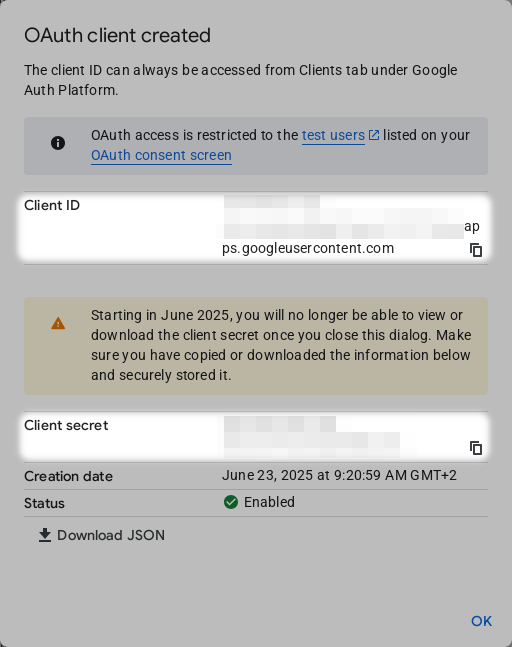 OAuth client created
The client ID can always be accessed from Clients tab under Google
Auth Platform.
OAuth access is restricted to the test users listed on your
OAuth consent screen
Client ID
ap
ps.googleusercontent.com
Starting in June 2025, you will no longer be able to view or
download the client secret once you close this dialog. Make
sure you have copied or downloaded the information below
and securely stored it.
Client secret
Creation date June 23, 2025 at 9:20:59 AM GMT+2
Status Enabled
Download JSON
OK